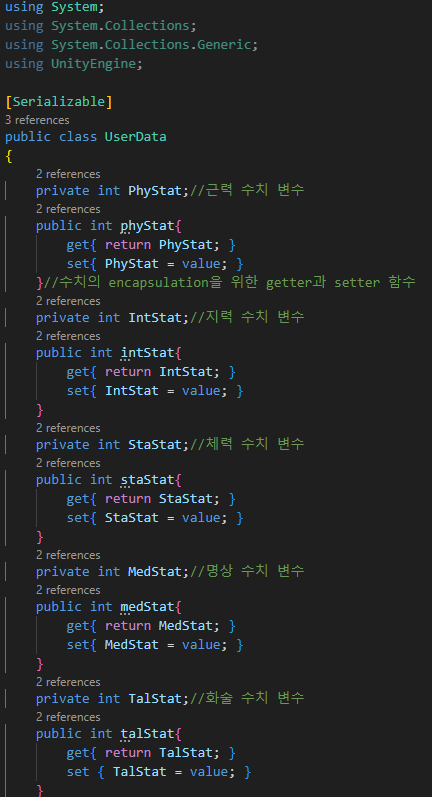 using System;
using System.Collections;
using System.Collections.Generic;
using UnityEngine;
[Serializable]
3 references
public class UserData
{
2 references
private int PhyStat;//근력 수치 변수
2 references
public int phyStat{
get{ return PhyStat; }
set{ PhyStat = value; }
}//수치의 encapsulation을 위한 getter과 setter 함수
2 references
private int IntStat;//지력 수치 변수
2 references
public int intStat{
get{ return IntStat; }
set{ IntStat = value; }
}
2 references
private int StaStat;//체력 수치 변수
2 references
public int staStat{
get{ return StaStat; }
set{ StaStat = value; }
}
2 references
private int MedStat;//명상 수치 변수
2 references
public int medStat{
get{ return MedStat; }
set{ MedStat = value; }
}
2 references
private int TalStat;//화술 수치 변수
2 references
public int talStat{
get{ return TalStat; }
set { TalStat = value; }
}